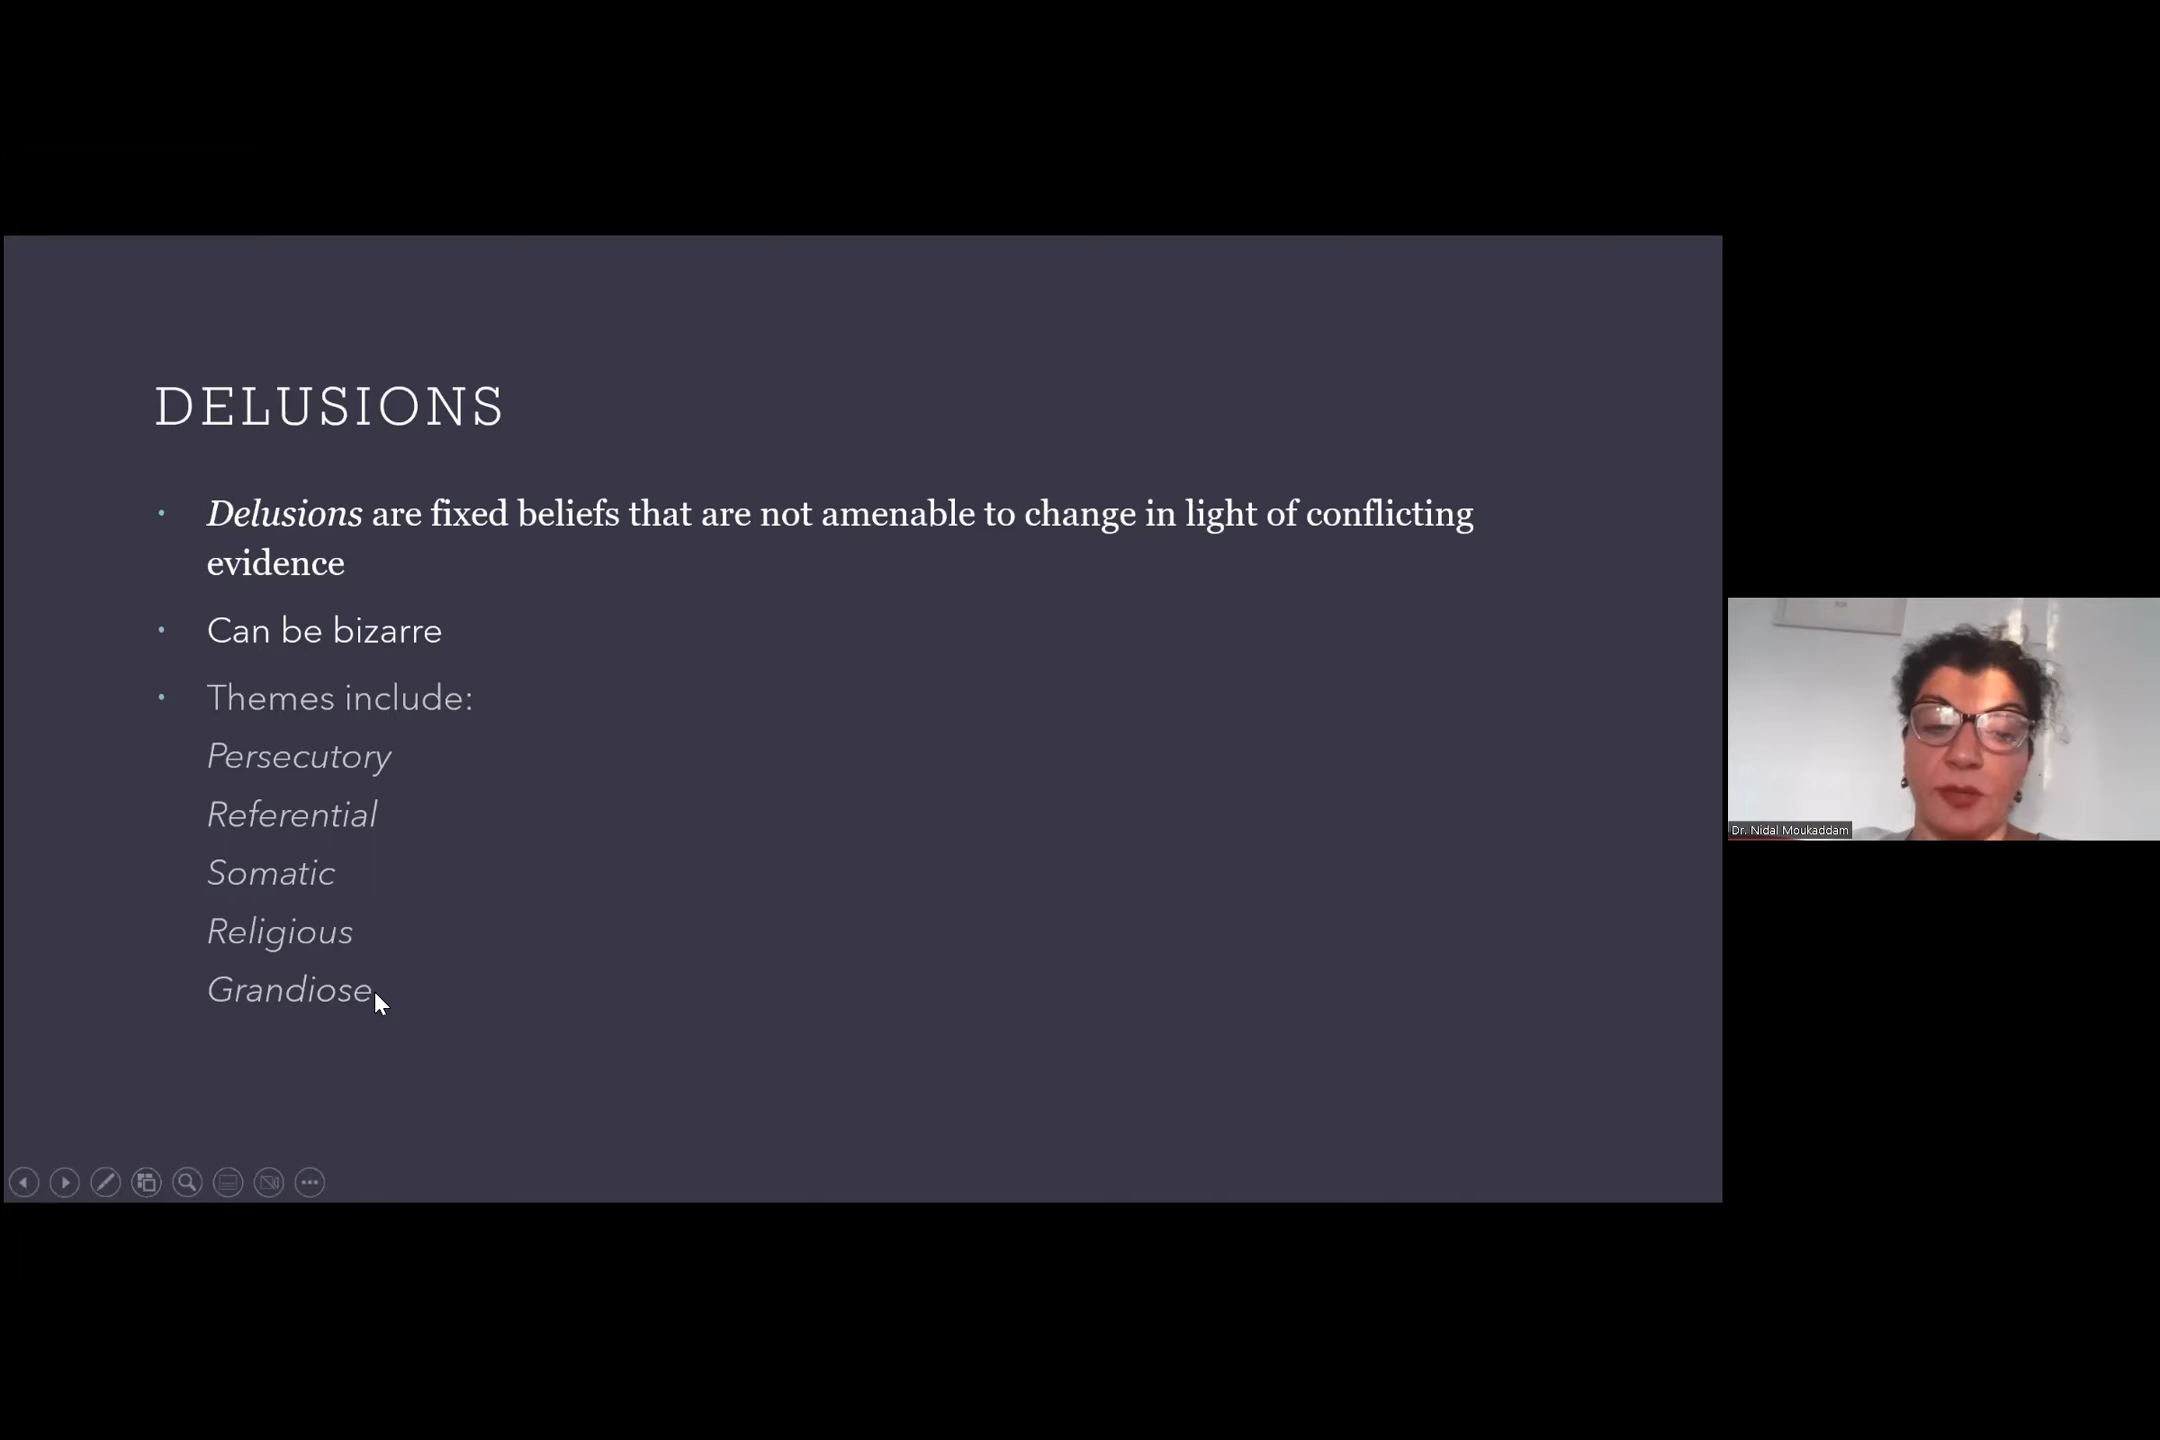 DELUSIONS
• Delusions are fixed beliefs that are not amenable to change in light of conflicting
evidence
• Can be bizarre
• Themes include:
Persecutory
Referential
Somatic
Religious
Grandiose
Dr. Nidal Moukaddam